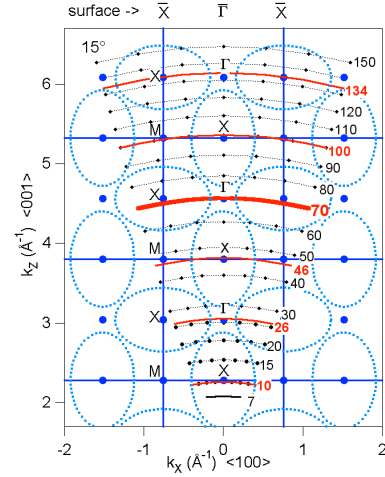 surface -> X̅ Γ̅ X̅
15°
Γ
150
X
134
6
120
110
M X
100
90
5
80
Γ
X
70
60
kz (Å⁻¹) <001>
4
M X
50
46
40
Γ
30
X
26
3
20
15
X
M
10
7
2
-2 -1 0 1 2
kX (Å⁻¹) <100>